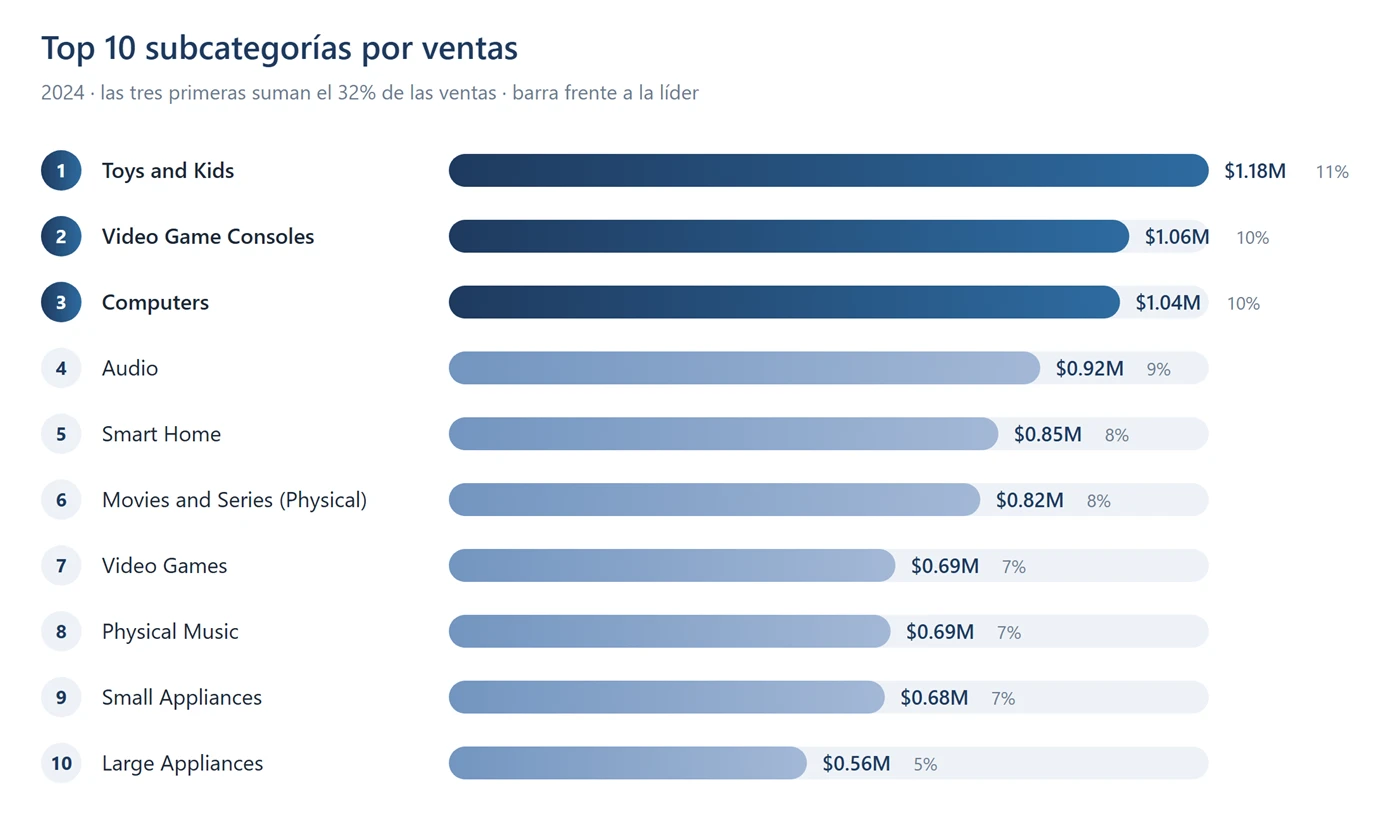 Top 10 subcategorías por ventas
2024 · las tres primeras suman el 32% de las ventas · barra frente a la líder
1 Toys and Kids $1.18M 11%
2 Video Game Consoles $1.06M 10%
3 Computers $1.04M 10%
4 Audio $0.92M 9%
5 Smart Home $0.85M 8%
6 Movies and Series (Physical) $0.82M 8%
7 Video Games $0.69M 7%
8 Physical Music $0.69M 7%
9 Small Appliances $0.68M 7%
10 Large Appliances $0.56M 5%